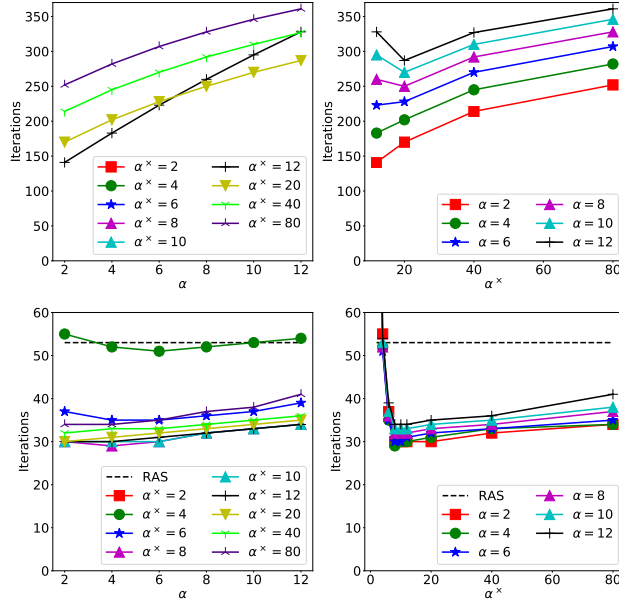 350
300
250
200
150
100
50
0
Iterations
2 4 6 8 10 12
α
α× = 2
α× = 4
α× = 6
α× = 8
α× = 10
α× = 12
α× = 20
α× = 40
α× = 80
350
300
250
200
150
100
50
0
Iterations
20 40 60 80
α×
α = 2
α = 4
α = 6
α = 8
α = 10
α = 12
60
50
40
30
20
10
0
Iterations
2 4 6 8 10 12
α
RAS
α× = 2
α× = 4
α× = 6
α× = 8
α× = 10
α× = 12
α× = 20
α× = 40
α× = 80
60
50
40
30
20
10
0
Iterations
0 20 40 60 80
α×
RAS
α = 2
α = 4
α = 6
α = 8
α = 10
α = 12